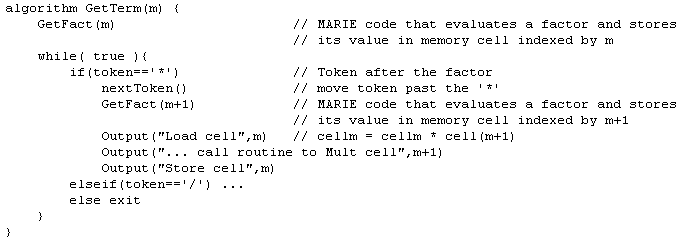 algorithm GetTerm(m) {
    GetFact(m)                      // MARIE code that evaluates a factor and stores
                                    // its value in memory cell indexed by m
    while( true ){
        if(token=='*')              // Token after the factor
            nextToken()             // move token past the '*'
            GetFact(m+1)            // MARIE code that evaluates a factor and stores
                                    // its value in memory cell indexed by m+1
            Output("Load cell",m)   // cellm = cellm * cell(m+1)
            Output("... call routine to Mult cell",m+1)
            Output("Store cell",m)
        elseif(token=='/') ...
        else exit
    }
}